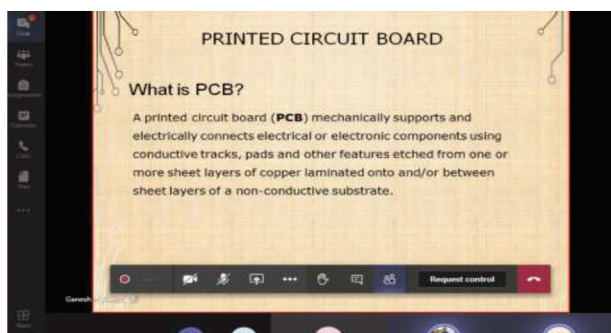 PRINTED CIRCUIT BOARD
What is PCB?
A printed circuit board (PCB) mechanically supports and
electrically connects electrical or electronic components using
conductive tracks, pads and other features etched from one or
more sheet layers of copper laminated onto and/or between
sheet layers of a non-conductive substrate.
Request control
Ganesh